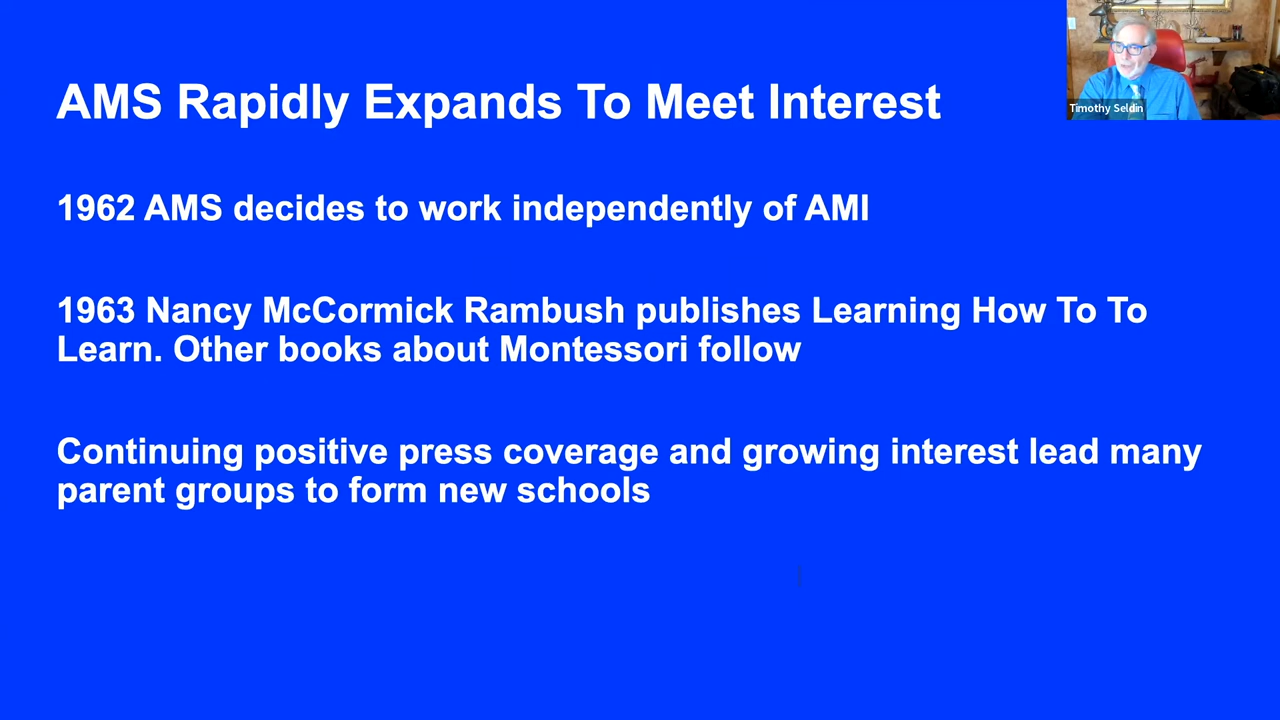 AMS Rapidly Expands To Meet Interest
Timothy Seldin
1962 AMS decides to work independently of AMI
1963 Nancy McCormick Rambush publishes Learning How To To
Learn. Other books about Montessori follow
Continuing positive press coverage and growing interest lead many
parent groups to form new schools